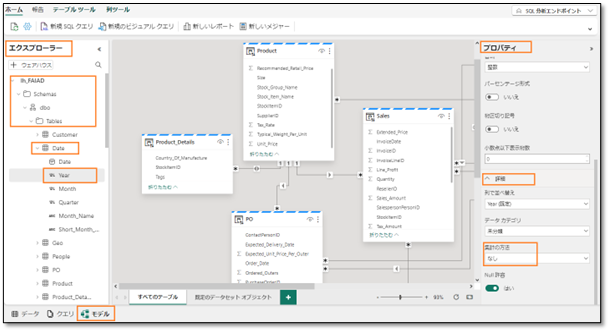 ホーム 報告 テーブル ツール 列ツール
SQL 分析エンドポイント
新規 SQL クエリ 新規のビジュアル クエリ 新しいレポート 新しいメジャー
エクスプローラー
+ ウェアハウス
lh_FAIAD
Schemas
dbo
Tables
Customer
Date
Date
Year
Month
Quarter
Month_Name
Short_Month_...
Geo
People
PO
Product
Product_Detai...
Product
Recommended_Retail_Price
Size
Stock_Group_Name
Stock_Item_Name
StockItemID
SupplierID
Tax_Rate
Typical_Weight_Per_Unit
Unit_Price
折りたたむ
Product_Details
Country_Of_Manufacture
StockItemID
Tags
折りたたむ
Sales
Extended_Price
InvoiceDate
InvoiceID
InvoiceLineID
Line_Profit
Quantity
ResellerID
Sales_Amount
SalespersonPersonID
StockItemID
Tax_Amount
折りたたむ
PO
ContactPersonID
Expected_Delivery_Date
Expected_Unit_Price_Per_Outer
Order_Date
Ordered_Outers
プロパティ
整数
パーセンテージ形式
いいえ
桁区切り記号
いいえ
小数点以下表示桁数
0
詳細
列で並べ替え
Year (既定)
データ カテゴリ
未分類
集計の方法
なし
Null 許容
はい
すべてのテーブル 既定のデータセット オブジェクト +
93%
データ クエリ モデル